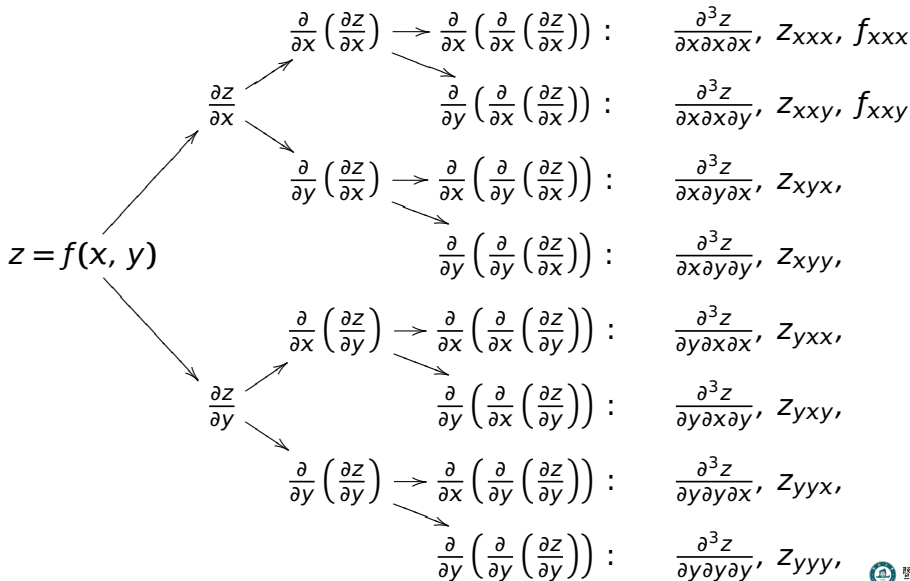 ∂/∂x (∂z/∂x) → ∂/∂x (∂/∂x (∂z/∂x)) : ∂³z/∂x∂x∂x, z_xxx, f_xxx
∂z/∂x ∂/∂y (∂/∂x (∂z/∂x)) : ∂³z/∂x∂x∂y, z_xxy, f_xxy
∂/∂y (∂z/∂x) → ∂/∂x (∂/∂y (∂z/∂x)) : ∂³z/∂x∂y∂x, z_xyx,
z = f(x, y) ∂/∂y (∂/∂y (∂z/∂x)) : ∂³z/∂x∂y∂y, z_xyy,
∂/∂x (∂z/∂y) → ∂/∂x (∂/∂x (∂z/∂y)) : ∂³z/∂y∂x∂x, z_yxx,
∂z/∂y ∂/∂y (∂/∂x (∂z/∂y)) : ∂³z/∂y∂x∂y, z_yxy,
∂/∂y (∂z/∂y) → ∂/∂x (∂/∂y (∂z/∂y)) : ∂³z/∂y∂y∂x, z_yyx,
∂/∂y (∂/∂y (∂z/∂y)) : ∂³z/∂y∂y∂y, z_yyy,